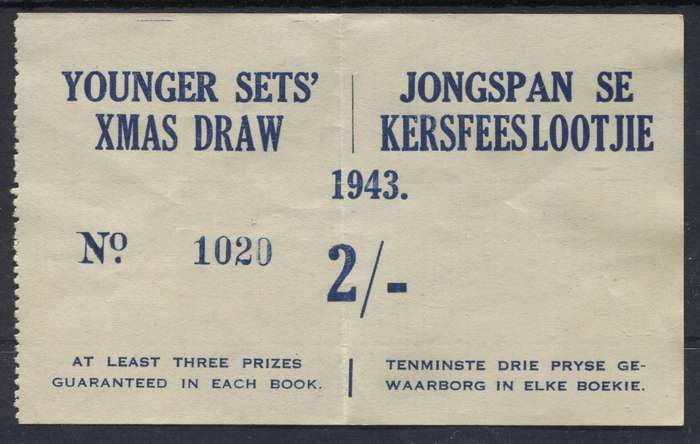 YOUNGER SETS'
XMAS DRAW
JONGSPAN SE
KERSFEESLOOTJIE
1943.
No. 1020
2/-
AT LEAST THREE PRIZES
GUARANTEED IN EACH BOOK.
TENMINSTE DRIE PRYSE GE-
WAARBORG IN ELKE BOEKIE.